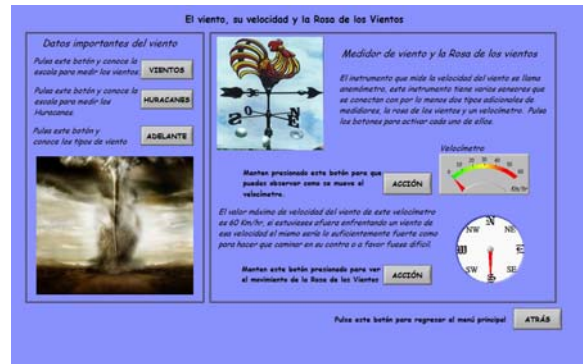 El viento, su velocidad y la Rosa de los Vientos
Datos importantes del viento
Pulsa este botón y conoce la
escala para medir los vientos.
VIENTOS
Pulsa este botón y conoce la
escala para medir los
Huracanes
HURACANES
Pulsa este botón y
conoce los tipos de viento
ADELANTE
Medidor de viento y la Rosa de los vientos
El instrumento que mide la velocidad del viento se llama
anemómetro, este instrumento tiene varios sensores que
se conectan con por lo menos dos tipos adicionales de
medidores, la rosa de los vientos y un velocímetro. Pulsa
los botones para activar cada uno de ellos.
Velocímetro
0 10 20 30 40 50 60
Km/hr
Manten presionado este botón para que
puedas observar como se mueve el
velocímetro.
ACCIÓN
El valor máximo de velocidad del viento de este velocímetro
es 60 Km/hr, si estuvieses afuera enfrentando un viento de
esa velocidad el mismo sería lo suficientemente fuerte como
para hacer que caminar en su contra o a favor fuese difícil.
N
NW NE
W E
SW SE
S
Manten este botón presionado para ver
el movimiento de la Rosa de los Vientos
ACCIÓN
Pulsa este botón para regresar al menú principal
ATRÁS